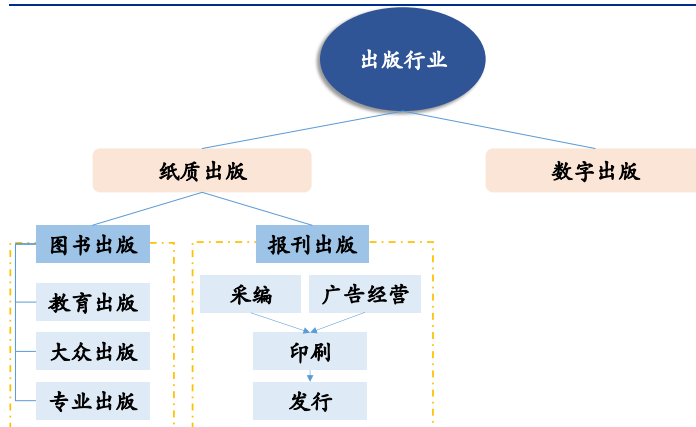 出版行业
纸质出版
数字出版
图书出版
报刊出版
教育出版
大众出版
专业出版
采编
广告经营
印刷
发行